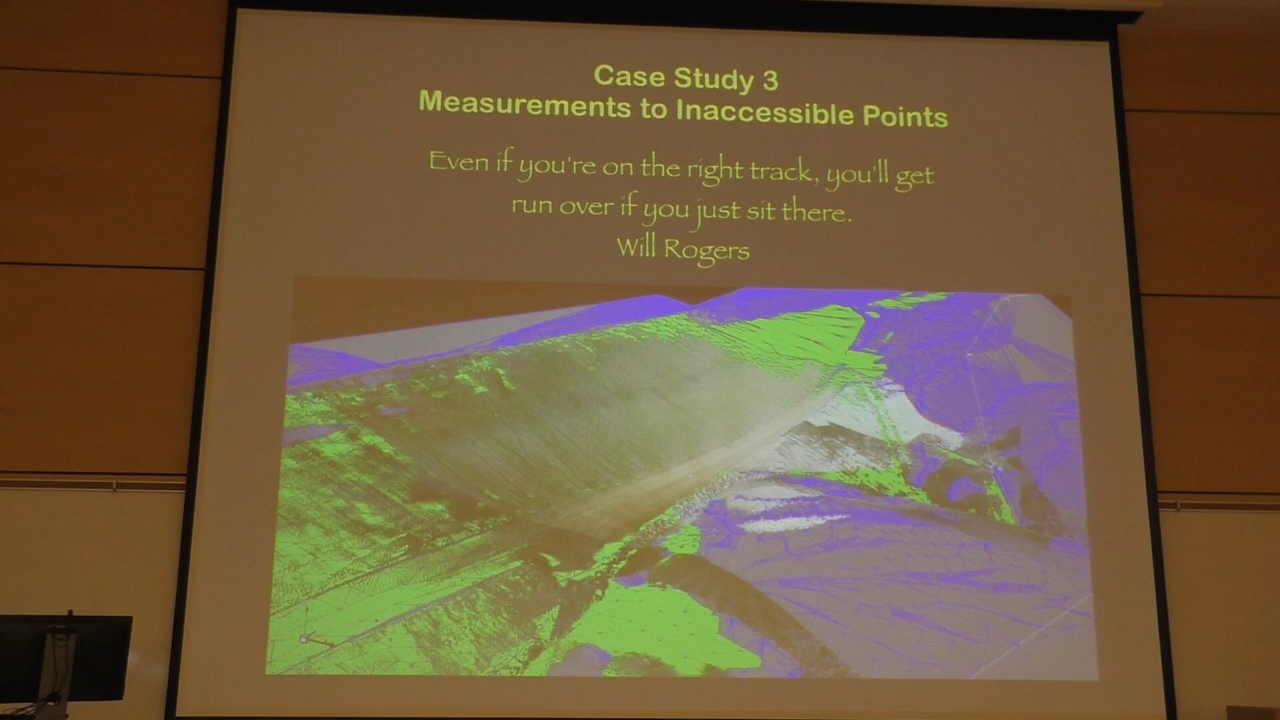 Case Study 3
Measurements to Inaccessible Points
Even if you're on the right track, you'll get
run over if you just sit there.
Will Rogers